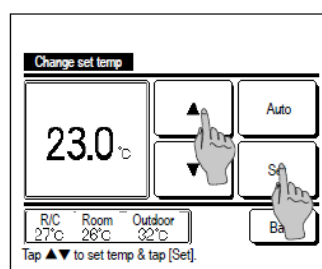 Change set temp
▲
Auto
23.0 °C
▼
R/C Room Outdoor
27°C 26°C 32°C
Tap ▲▼ to set temp & tap [Set].